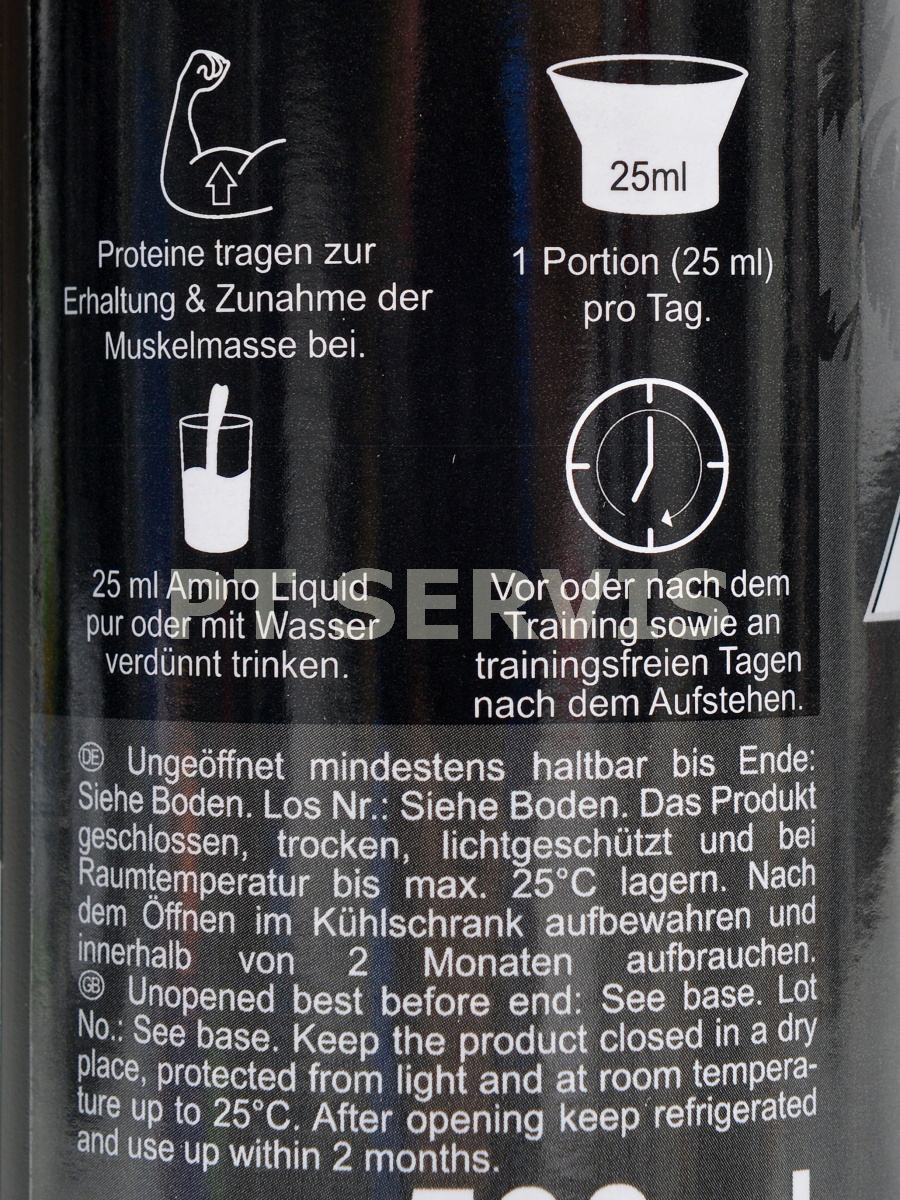 Proteine tragen zur
Erhaltung & Zunahme der
Muskelmasse bei.
25ml
1 Portion (25 ml)
pro Tag.
25 ml Amino Liquid
pur oder mit Wasser
verdünnt trinken.
Vor oder nach dem
Training sowie an
trainingsfreien Tagen
nach dem Aufstehen.
PT SERVIS
DE Ungeöffnet mindestens haltbar bis Ende:
Siehe Boden. Los Nr.: Siehe Boden. Das Produkt
geschlossen, trocken, lichtgeschützt und bei
Raumtemperatur bis max. 25°C lagern. Nach
dem Öffnen im Kühlschrank aufbewahren und
innerhalb von 2 Monaten aufbrauchen.
GB Unopened best before end: See base. Lot
No.: See base. Keep the product closed in a dry
place, protected from light and at room tempera-
ture up to 25°C. After opening keep refrigerated
and use up within 2 months.